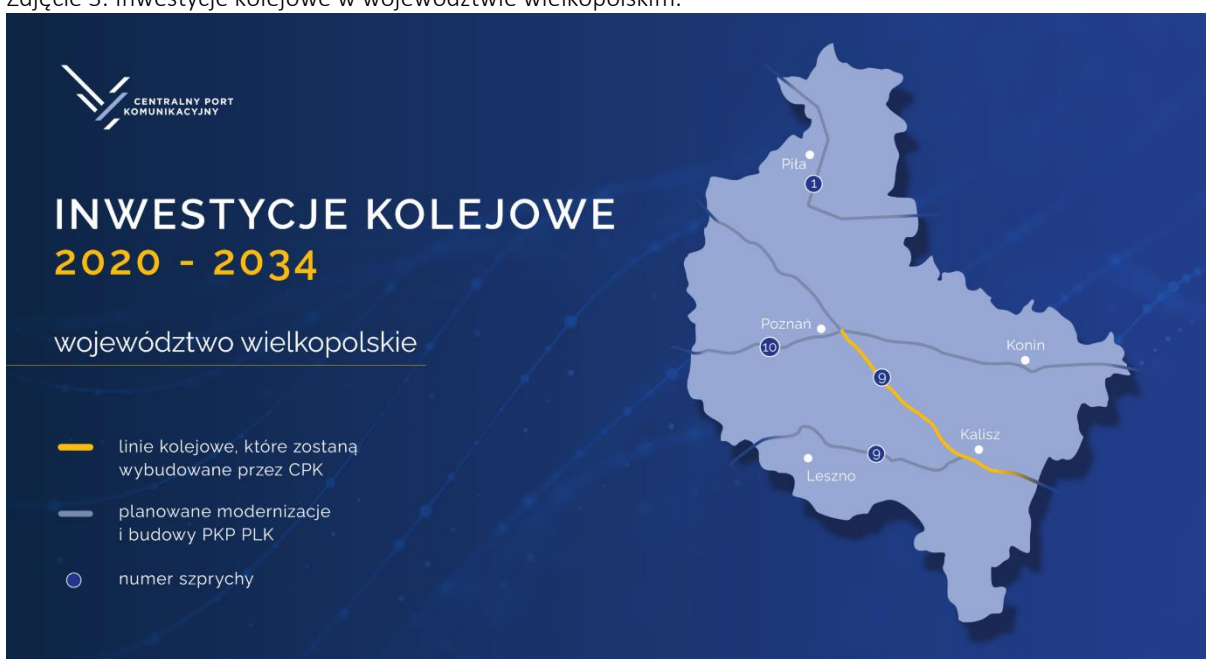 Zdjęcie 3. Inwestycje kolejowe w województwie wielkopolskim.
CENTRALNY PORT
KOMUNIKACYJNY
INWESTYCJE KOLEJOWE
2020 - 2034
województwo wielkopolskie
linie kolejowe, które zostaną
wybudowane przez CPK
planowane modernizacje
i budowy PKP PLK
numer szprychy
Piła
1
Poznań
10
Konin
9
Kalisz
9
Leszno